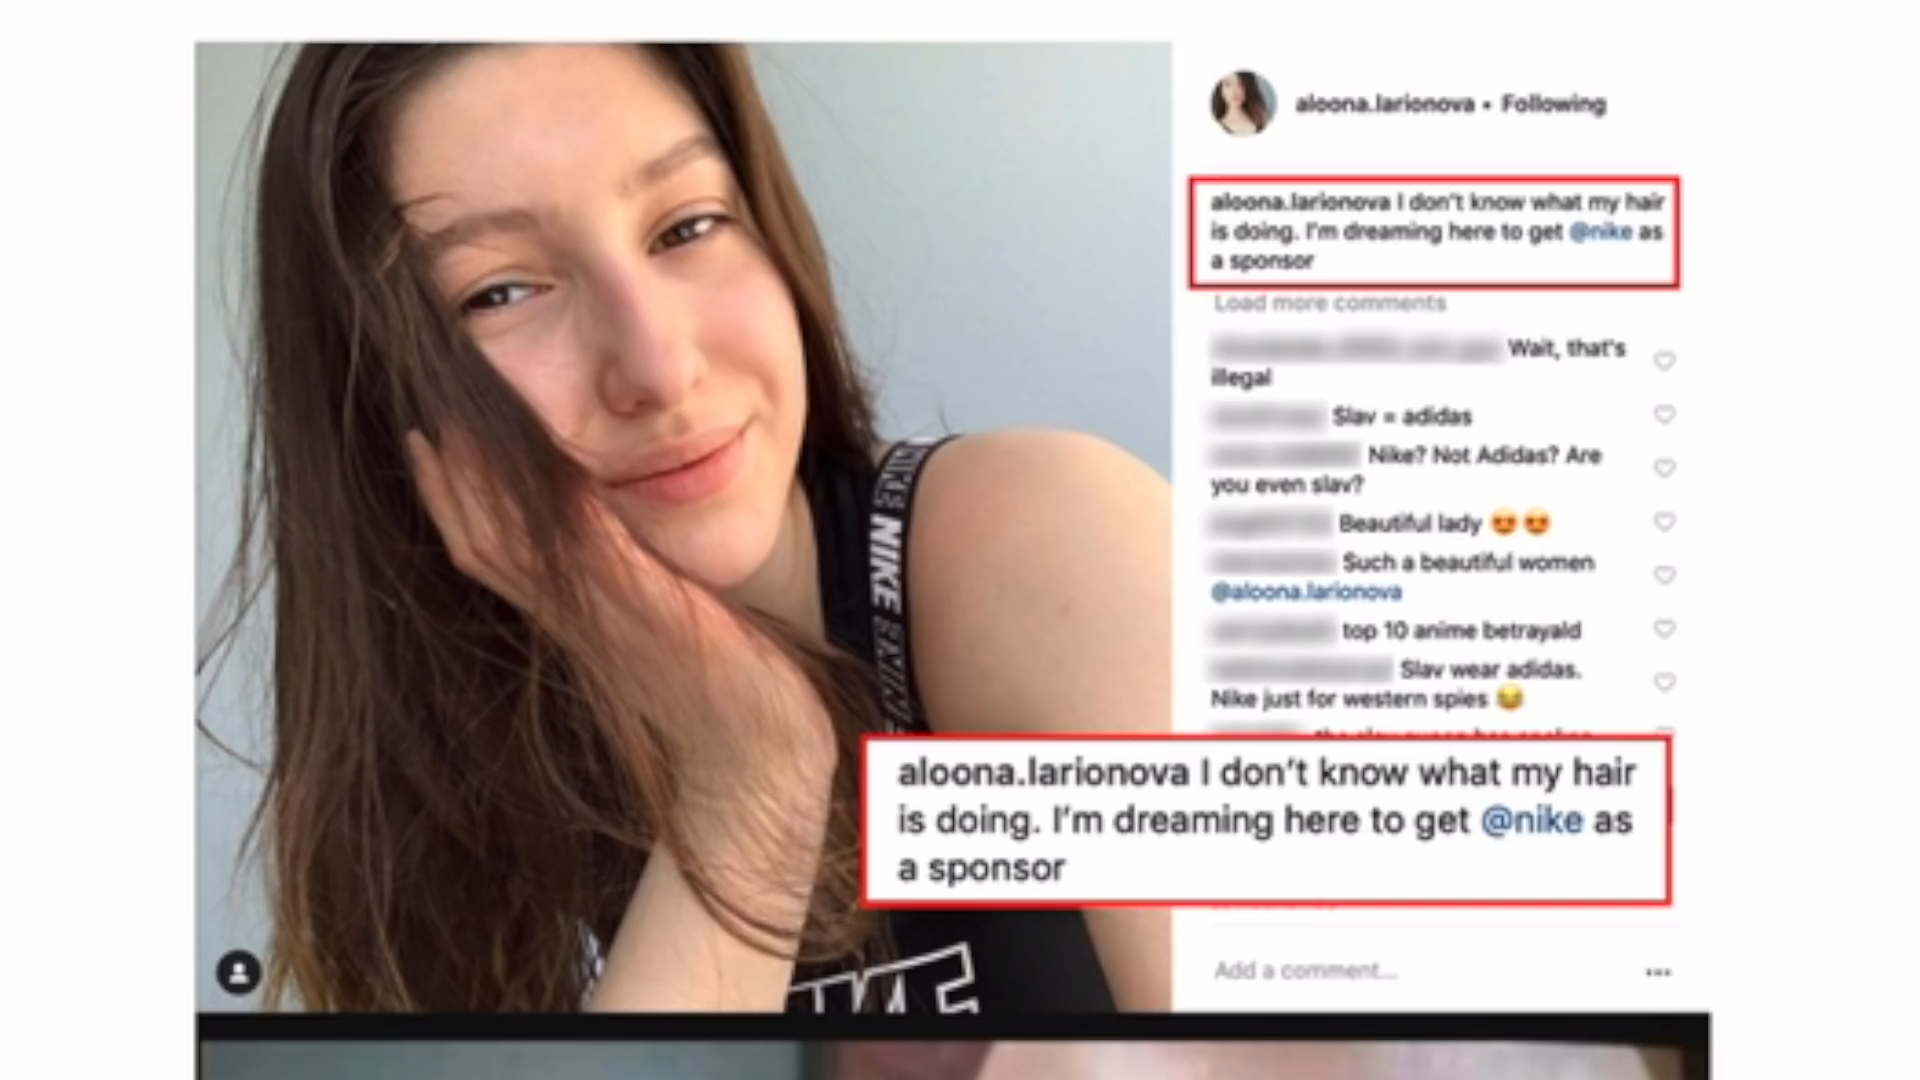 aloona.larionova • Following
aloona.larionova I don't know what my hair
is doing. I'm dreaming here to get @nike as
a sponsor
Load more comments
Wait, that's
illegal
Slav = adidas
Nike? Not Adidas? Are
you even slav?
Beautiful lady 😍😍
Such a beautiful women
@aloona.larionova
top 10 anime betrayald
Slav wear adidas.
Nike just for western spies 😂
aloona.larionova I don't know what my hair
is doing. I'm dreaming here to get @nike as
a sponsor
Add a comment...
NIKE NIKE NIKE